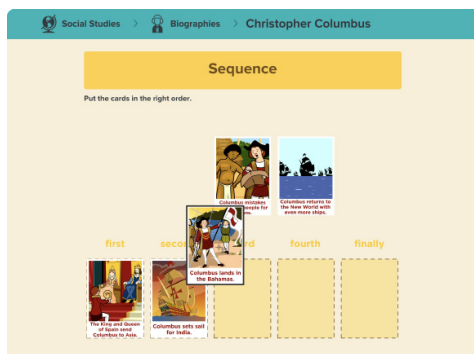 Social Studies > Biographies > Christopher Columbus
Sequence
Put the cards in the right order.
Columbus mistakes
people for
Columbus returns to
the New World with
even more ships.
first
fourth
finally
Columbus lands in
the Bahamas.
The King and Queen
of Spain send
Columbus to Asia.
Columbus sets sail
for India.